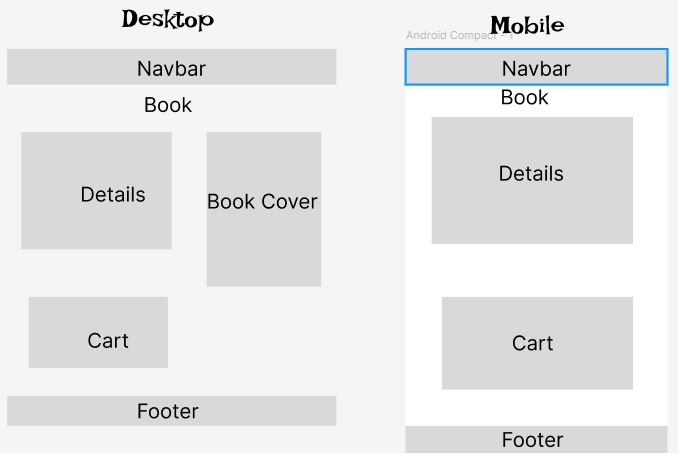 Desktop
Navbar
Book
Details
Book Cover
Cart
Footer
Mobile
Android Compact - 1
Navbar
Book
Details
Cart
Footer